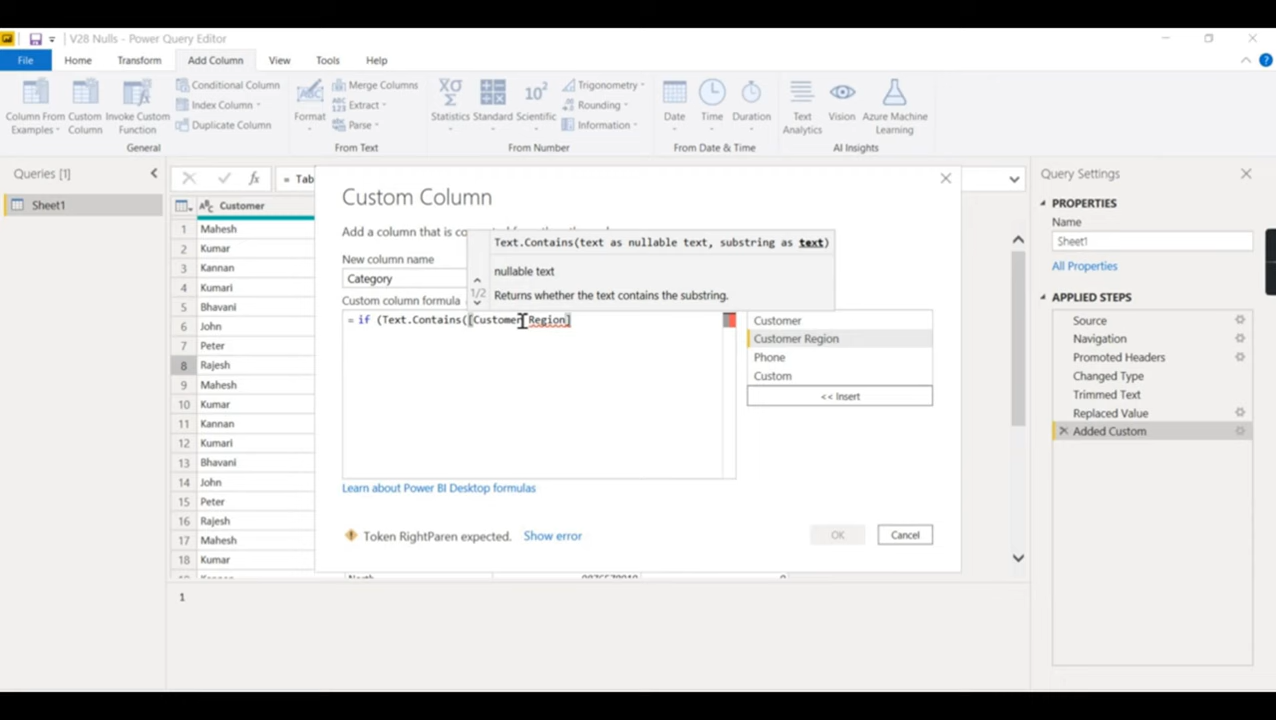 V28 Nulls - Power Query Editor
File Home Transform Add Column View Tools Help
Column From Examples
Custom Column
Invoke Custom Function
Conditional Column
Index Column
Duplicate Column
General
Format
Merge Columns
Extract
Parse
From Text
Statistics
Standard
Scientific
Trigonometry
Rounding
Information
From Number
Date
Time
Duration
From Date & Time
Text Analytics
Vision
Azure Machine Learning
AI Insights
Queries [1]
Sheet1
= Tab
Customer
1 Mahesh
2 Kumar
3 Kannan
4 Kumari
5 Bhavani
6 John
7 Peter
8 Rajesh
9 Mahesh
10 Kumar
11 Kannan
12 Kumari
13 Bhavani
14 John
15 Peter
16 Rajesh
17 Mahesh
18 Kumar
Custom Column
New column name
Category
Custom column formula
Text.Contains(text as nullable text, substring as text)
nullable text
1/2
Returns whether the text contains the substring.
= if (Text.Contains([Customer Region]
Customer
Customer Region
Phone
Custom
<< Insert
Learn about Power BI Desktop formulas
Token RightParen expected. Show error
OK
Cancel
1
Query Settings
PROPERTIES
Name
Sheet1
All Properties
APPLIED STEPS
Source
Navigation
Promoted Headers
Changed Type
Trimmed Text
Replaced Value
Added Custom